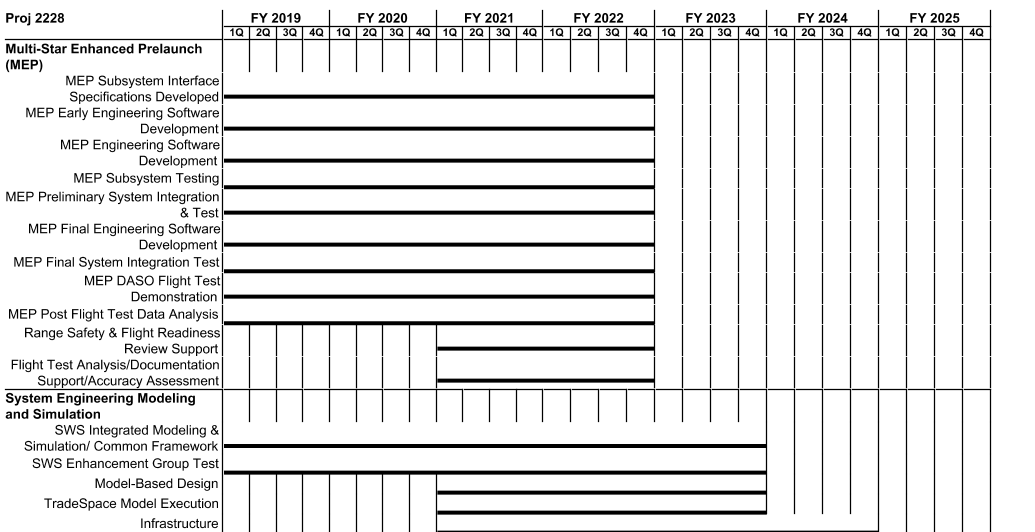 Proj 2228 FY 2019 FY 2020 FY 2021 FY 2022 FY 2023 FY 2024 FY 2025
1Q 2Q 3Q 4Q 1Q 2Q 3Q 4Q 1Q 2Q 3Q 4Q 1Q 2Q 3Q 4Q 1Q 2Q 3Q 4Q 1Q 2Q 3Q 4Q 1Q 2Q 3Q 4Q
Multi-Star Enhanced Prelaunch
(MEP)
MEP Subsystem Interface
Specifications Developed
MEP Early Engineering Software
Development
MEP Engineering Software
Development
MEP Subsystem Testing
MEP Preliminary System Integration
& Test
MEP Final Engineering Software
Development
MEP Final System Integration Test
MEP DASO Flight Test
Demonstration
MEP Post Flight Test Data Analysis
Range Safety & Flight Readiness
Review Support
Flight Test Analysis/Documentation
Support/Accuracy Assessment
System Engineering Modeling
and Simulation
SWS Integrated Modeling &
Simulation/ Common Framework
SWS Enhancement Group Test
Model-Based Design
TradeSpace Model Execution
Infrastructure